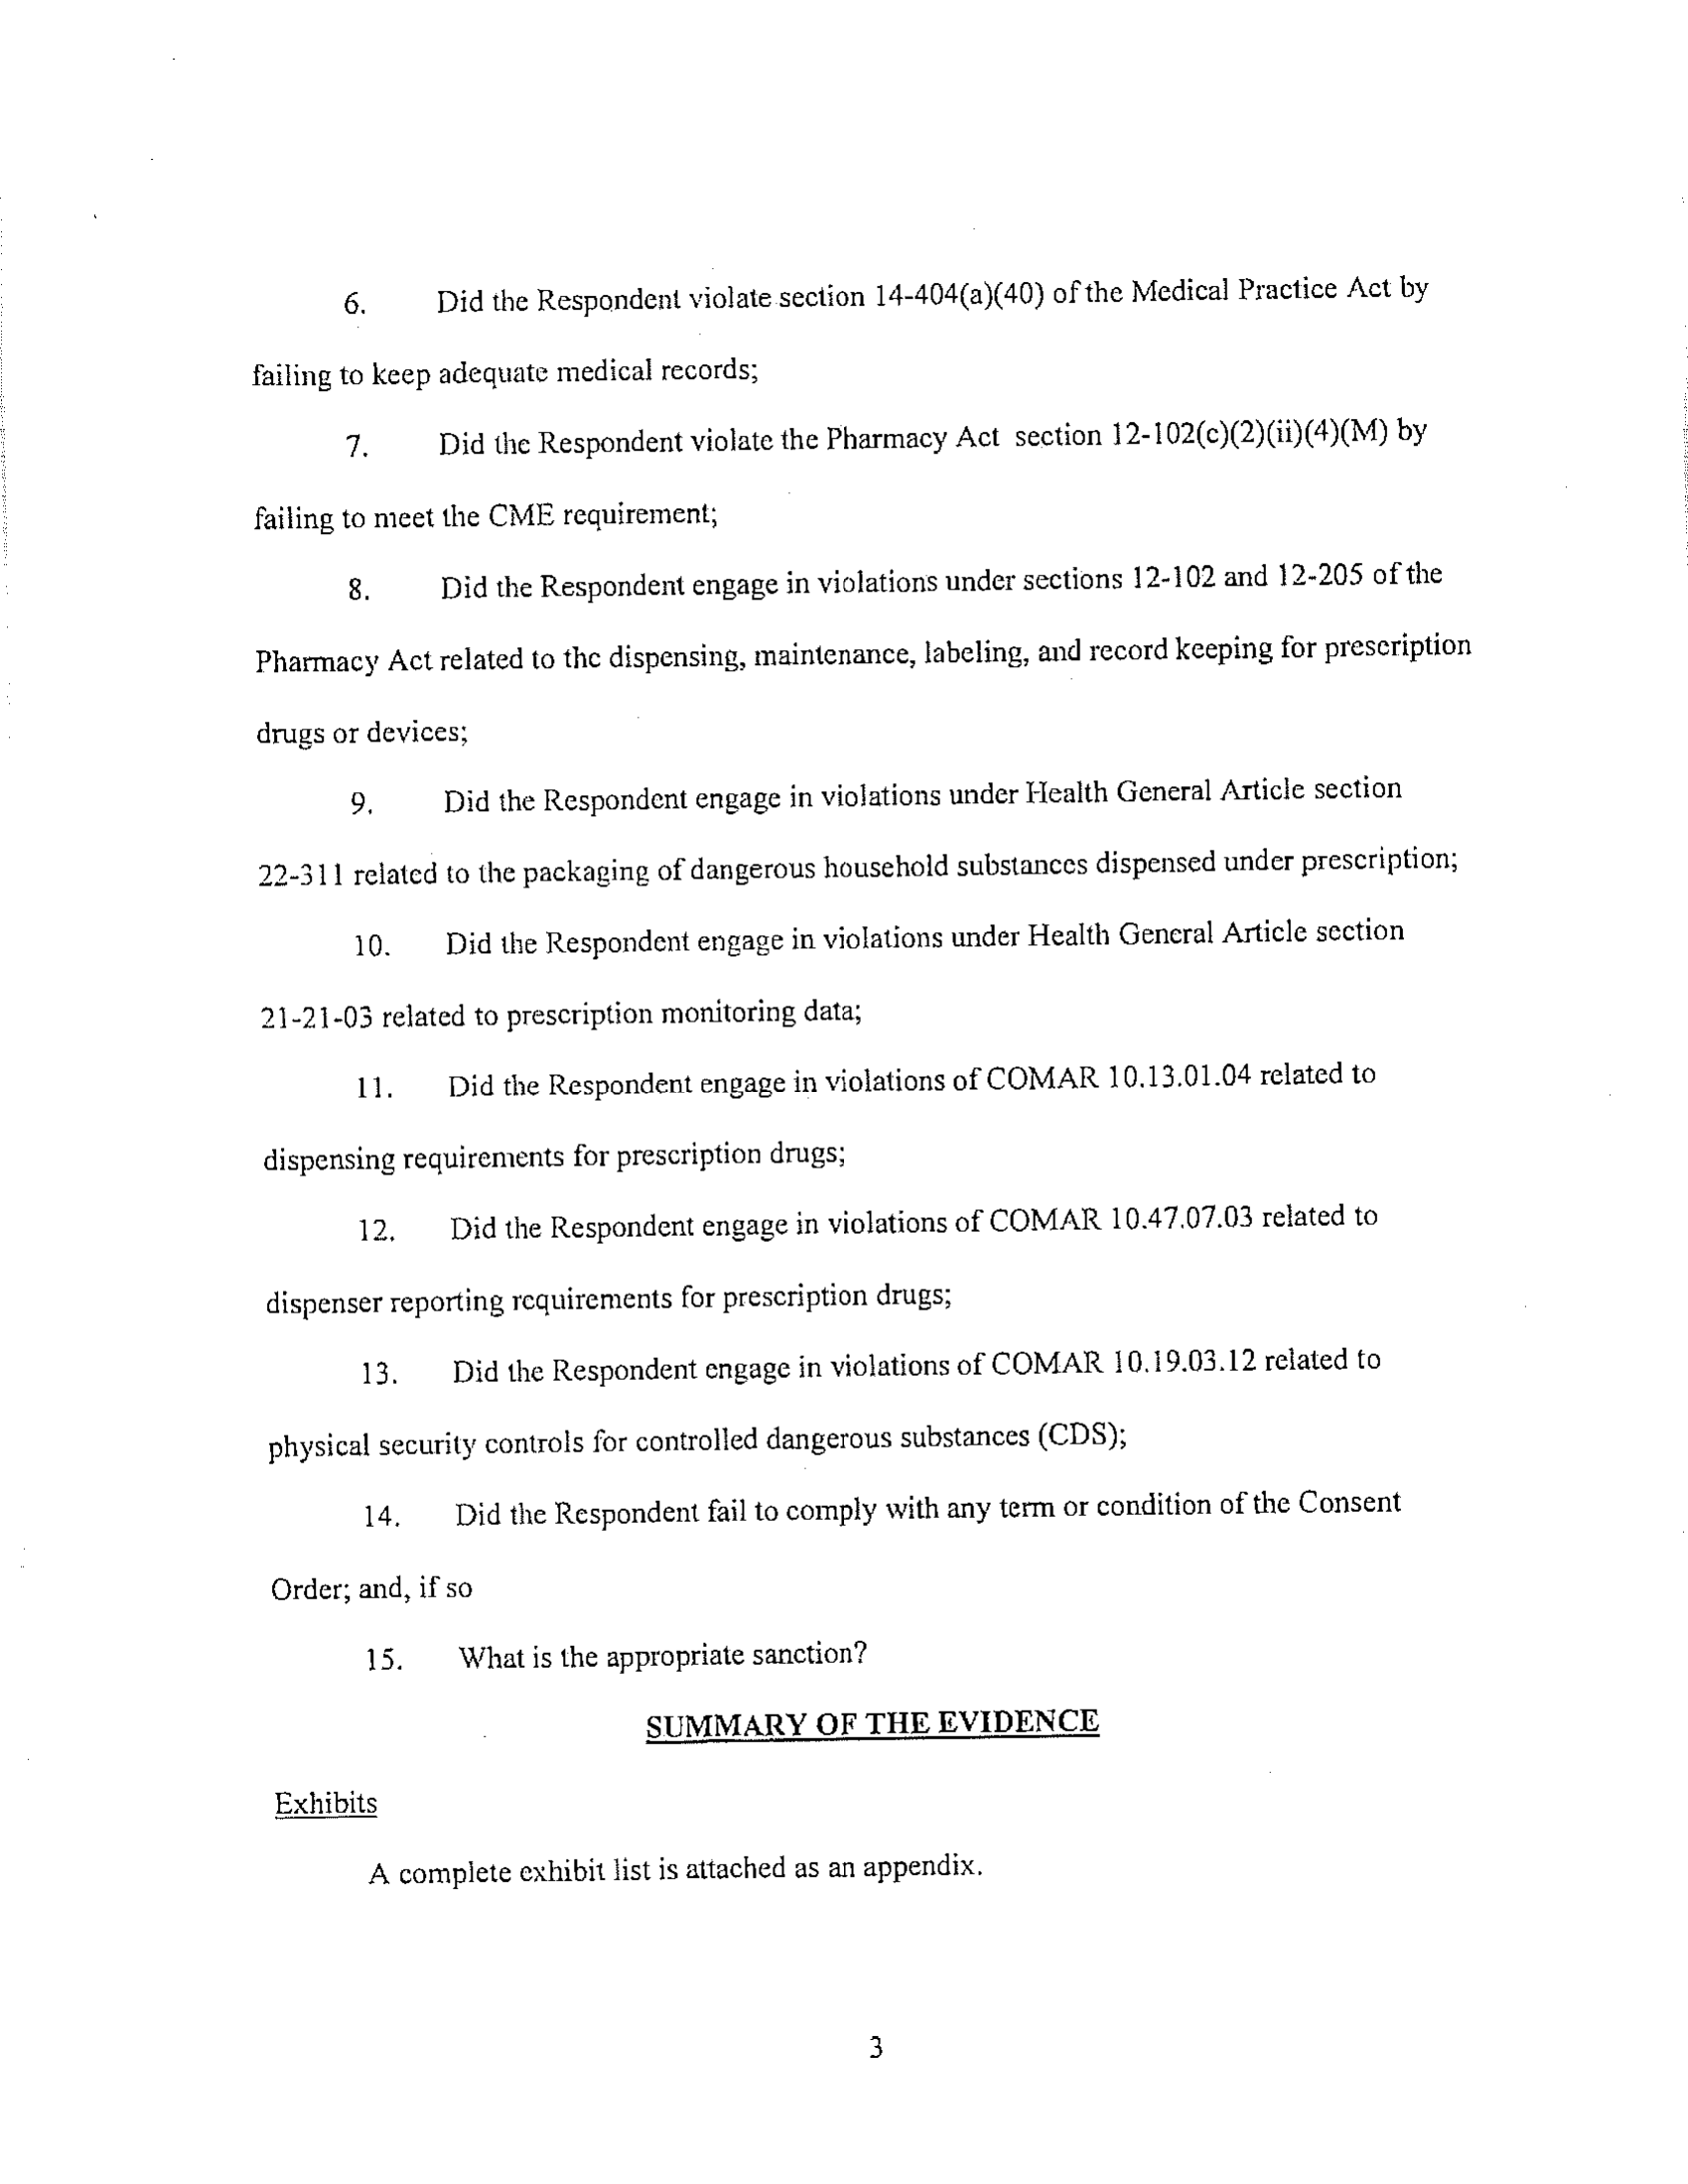 6. Did the Respondent violate section 14-404(a)(40) of the Medical Practice Act by
failing to keep adequate medical records;
7. Did the Respondent violate the Pharmacy Act section 12-102(c)(2)(ii)(4)(M) by
failing to meet the CME requirement;
8. Did the Respondent engage in violations under sections 12-102 and 12-205 of the
Pharmacy Act related to the dispensing, maintenance, labeling, and record keeping for prescription
drugs or devices;
9. Did the Respondent engage in violations under Health General Article section
22-311 related to the packaging of dangerous household substances dispensed under prescription;
10. Did the Respondent engage in violations under Health General Article section
21-21-03 related to prescription monitoring data;
11. Did the Respondent engage in violations of COMAR 10.13.01.04 related to
dispensing requirements for prescription drugs;
12. Did the Respondent engage in violations of COMAR 10.47.07.03 related to
dispenser reporting requirements for prescription drugs;
13. Did the Respondent engage in violations of COMAR 10.19.03.12 related to
physical security controls for controlled dangerous substances (CDS);
14. Did the Respondent fail to comply with any term or condition of the Consent
Order; and, if so
15. What is the appropriate sanction?
SUMMARY OF THE EVIDENCE
Exhibits
A complete exhibit list is attached as an appendix.
3